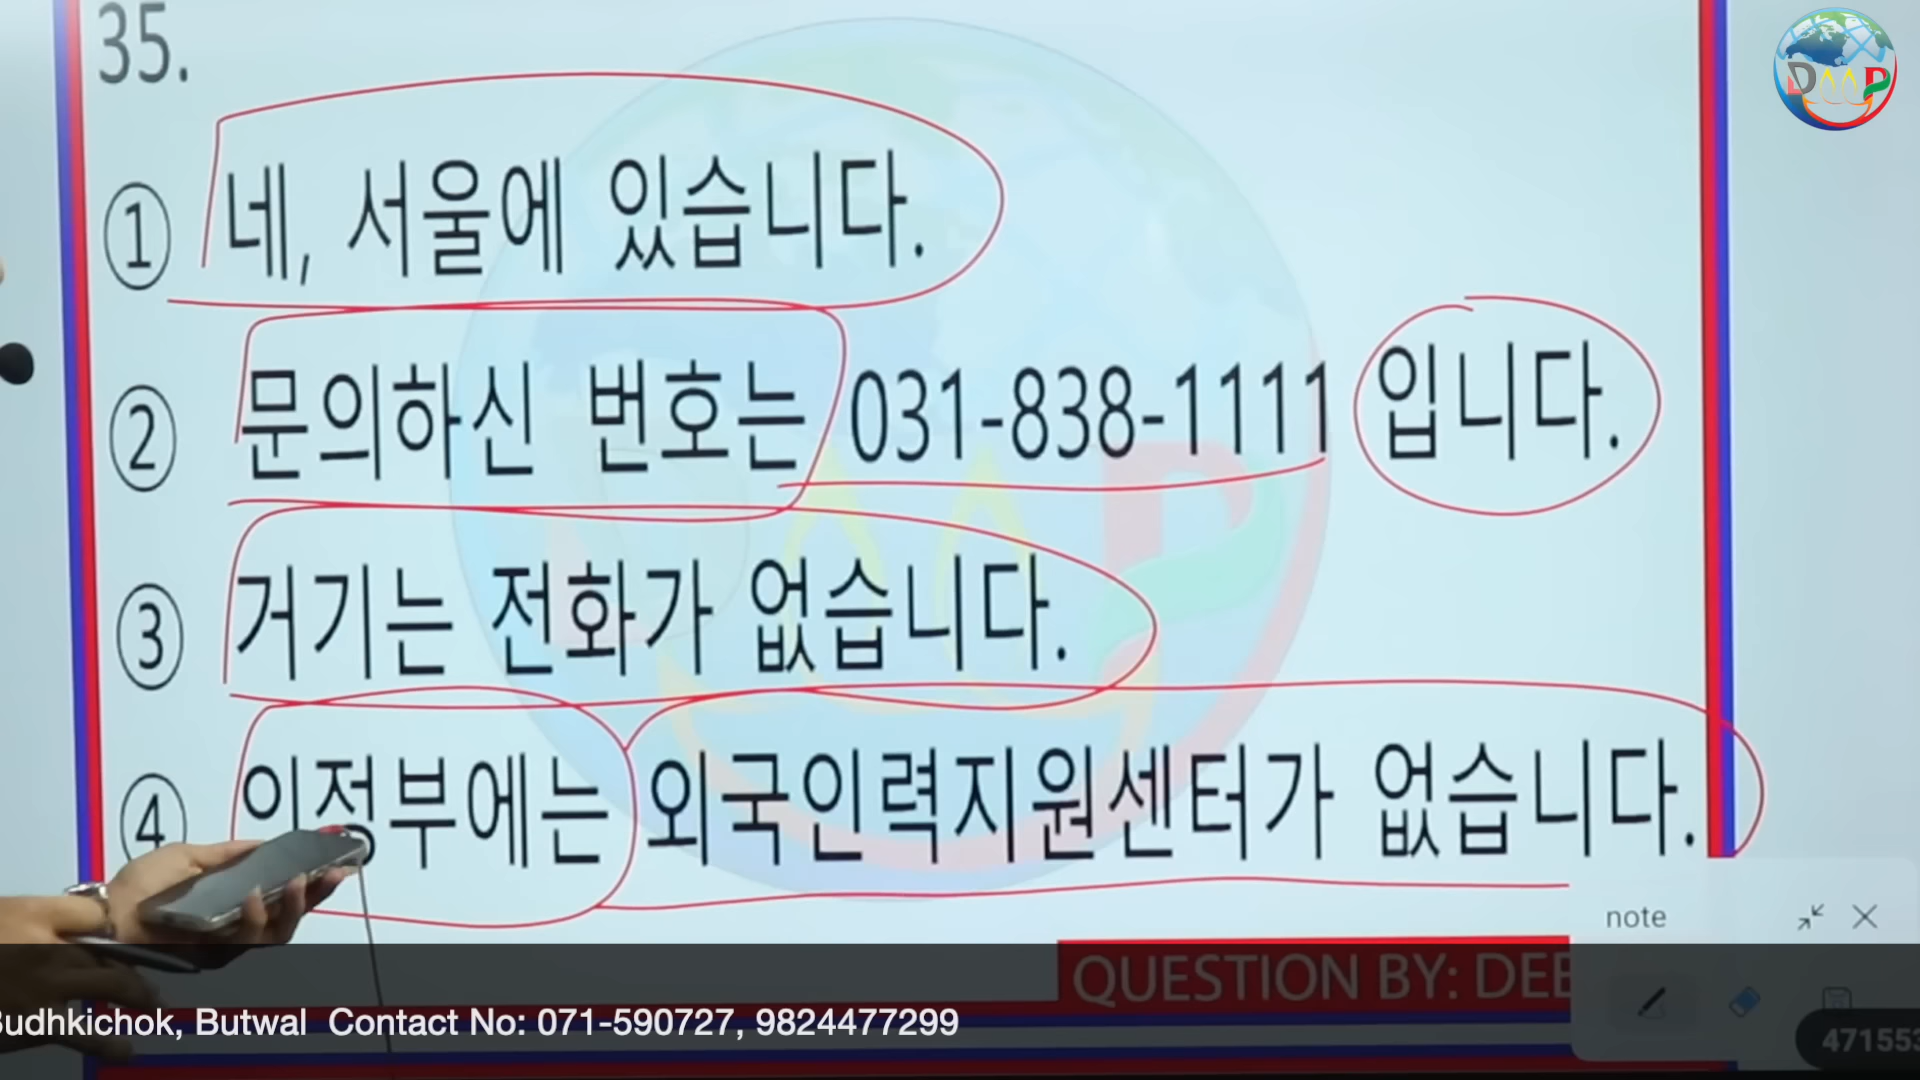 35.
DAAP
① 네, 서울에 있습니다.
② 문의하신 번호는 031-838-1111 입니다.
③ 거기는 전화가 없습니다.
④ 의정부에는 외국인력지원센터가 없습니다.
note
QUESTION BY:
Budhkichok, Butwal Contact No: 071-590727, 9824477299
471553